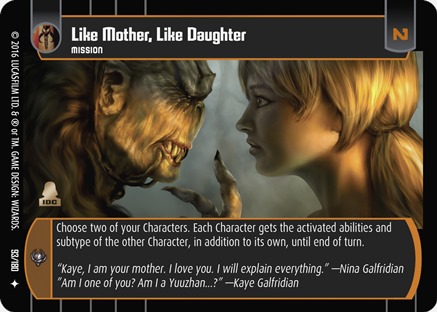 Like Mother, Like Daughter
MISSION
N
© 2016 LUCASFILM LTD. & ® or TM. GAME DESIGN: WIZARDS.
IDC
Choose two of your Characters. Each Character gets the activated abilities and
subtype of the other Character, in addition to its own, until end of turn.
"Kaye, I am your mother. I love you. I will explain everything." —Nina Galfridian
"Am I one of you? Am I a Yuuzhan...?" —Kaye Galfridian